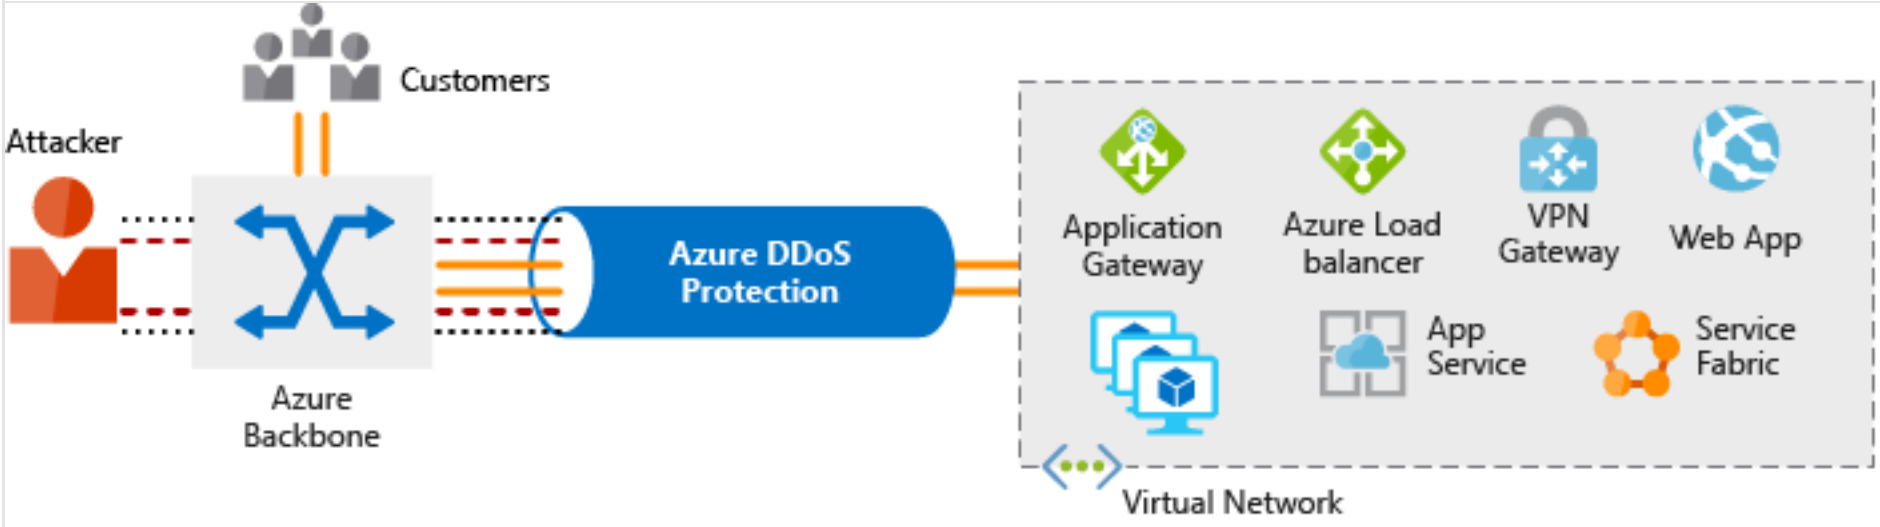 Customers
Attacker
Azure
Backbone
Azure DDoS
Protection
Application
Gateway
Azure Load
balancer
VPN
Gateway
Web App
App
Service
Service
Fabric
Virtual Network